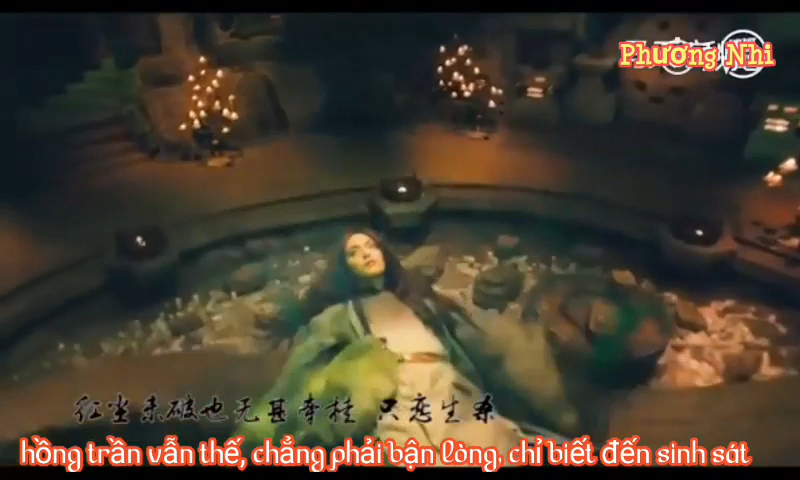 Phương Nhi
红尘未破也无甚牵挂 只恋生杀
hồng trần vẫn thế, chẳng phải bận lòng, chỉ biết đến sinh sát